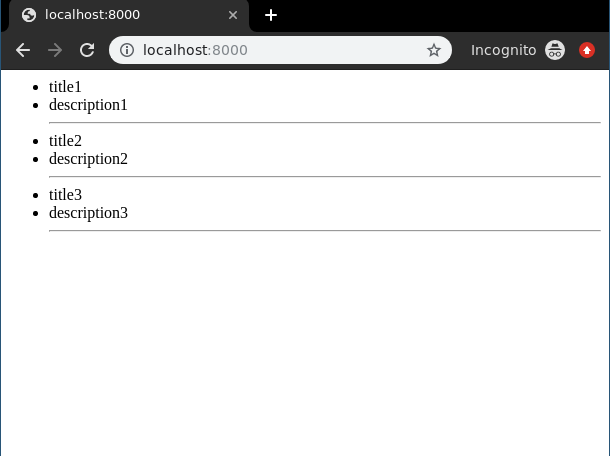 localhost:8000
localhost:8000
Incognito
title1
description1
title2
description2
title3
description3